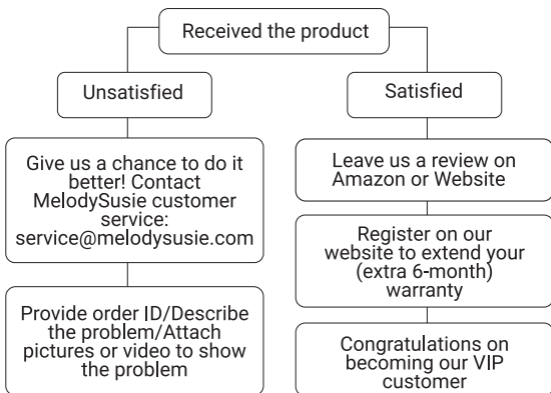 Received the product
Unsatisfied
Satisfied
Give us a chance to do it
better! Contact
MelodySusie customer
service:
service@melodysusie.com
Provide order ID/Describe
the problem/Attach
pictures or video to show
the problem
Leave us a review on
Amazon or Website
Register on our
website to extend your
(extra 6-month)
warranty
Congratulations on
becoming our VIP
customer